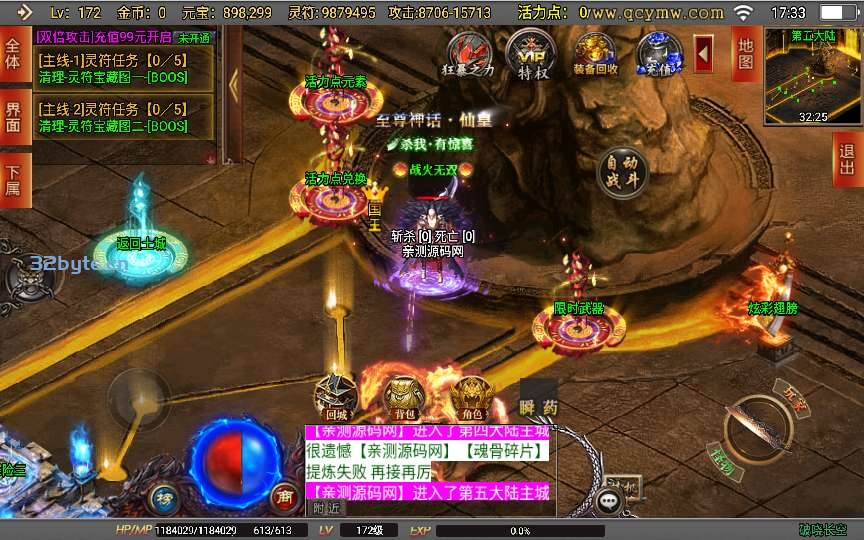 Lv: 172 金币: 0 元宝: 898,299 灵符:9879495 攻击:8706-15713 活力点: 0 www.qcymw.com 17:33
全体
界面
下属
[双倍攻击]充值99元开启 未开通
[主线-1]灵符任务【0／5】
清理-灵符宝藏图一-[BOOS]
[主线-2]灵符任务【0／5】
清理-灵符宝藏图二-[BOOS]
狂暴之力
VIP
特权
装备回收
充值
地图
第五大陆
32:25
退出
活力点元素
至尊神话·仙皇
杀我·有惊喜
战火无双
自动战斗
活力点兑换
国王
斩杀 [0] 死亡 [0]
亲测源码网
返回土城
32byte.cn
限时武器
炫彩翅膀
回城
背包
角色
瞬药
玩家
怪物
【亲测源码网】进入了第四大陆主城
很遗憾【亲测源码网】【魂骨碎片】
提炼失败 再接再厉
【亲测源码网】进入了第五大陆主城
附近
榜
商
HP/MP 1184029/1184029 613/613 LV 172级 EXP 0.0%
破晓长空